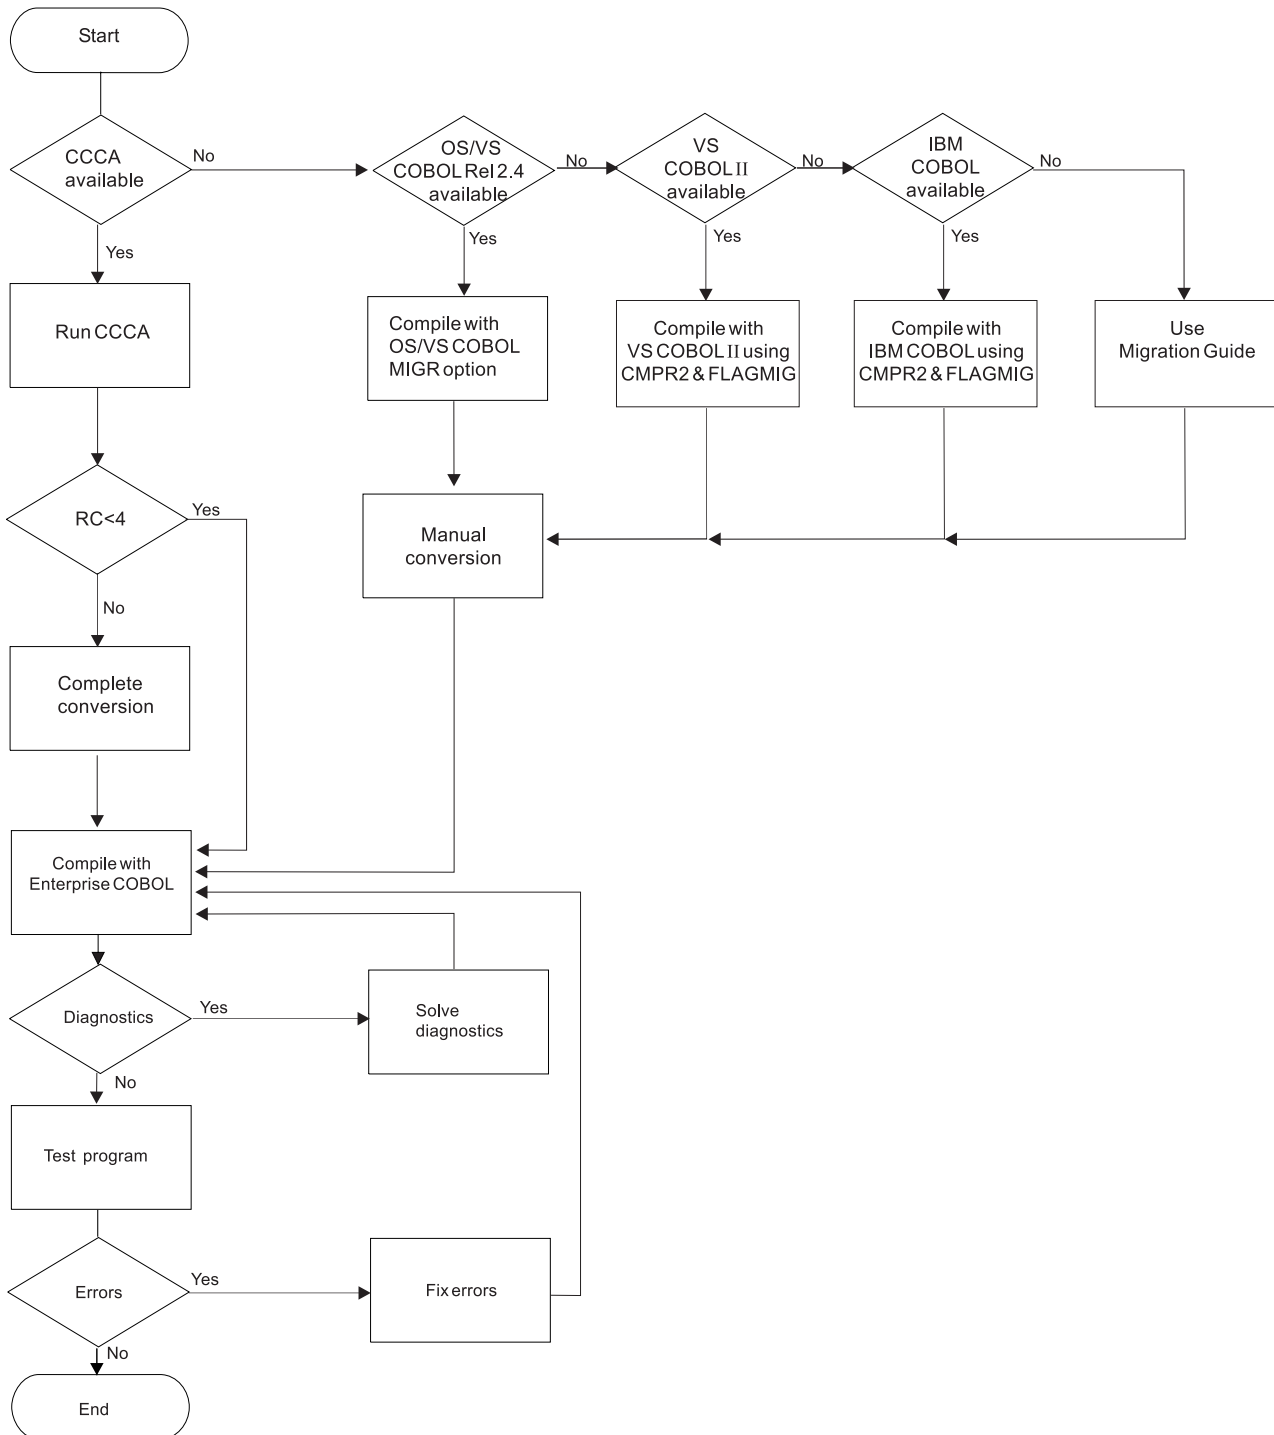 Start
CCCA
available
No
OS/VS
COBOL Rel 2.4
available
No
VS
COBOL II
available
No
IBM
COBOL
available
No
Yes
Yes
Yes
Yes
Run CCCA
Compile with
OS/VS COBOL
MIGR option
Compile with
VS COBOL II using
CMPR2 & FLAGMIG
Compile with
IBM COBOL using
CMPR2 & FLAGMIG
Use
Migration Guide
RC<4
Yes
Manual
conversion
No
Complete
conversion
Compile with
Enterprise COBOL
Diagnostics
Yes
Solve
diagnostics
No
Test program
Errors
Yes
Fix errors
No
End